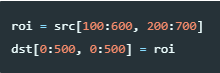 roi = src[100:600, 200:700]
dst[0:500, 0:500] = roi